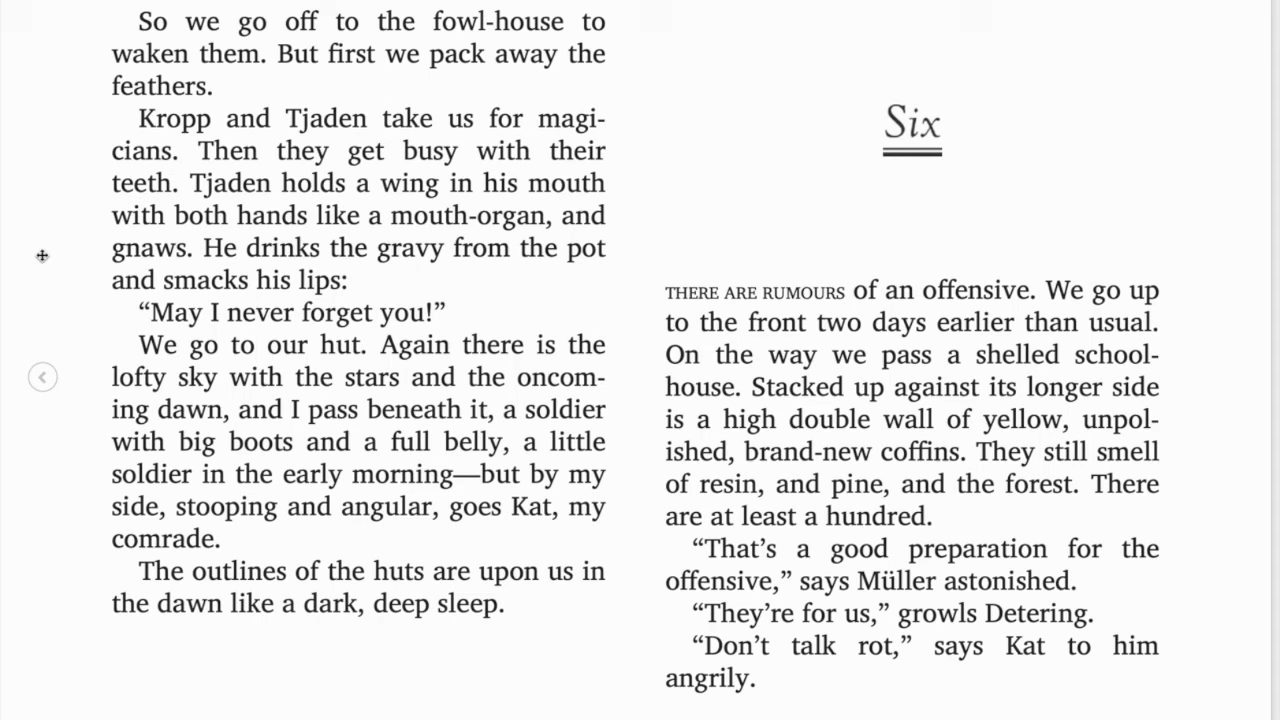 So we go off to the fowl-house to
waken them. But first we pack away the
feathers.
Kropp and Tjaden take us for magi-
cians. Then they get busy with their
teeth. Tjaden holds a wing in his mouth
with both hands like a mouth-organ, and
gnaws. He drinks the gravy from the pot
and smacks his lips:
“May I never forget you!”
We go to our hut. Again there is the
lofty sky with the stars and the oncom-
ing dawn, and I pass beneath it, a soldier
with big boots and a full belly, a little
soldier in the early morning—but by my
side, stooping and angular, goes Kat, my
comrade.
The outlines of the huts are upon us in
the dawn like a dark, deep sleep.
Six
THERE ARE RUMOURS of an offensive. We go up
to the front two days earlier than usual.
On the way we pass a shelled school-
house. Stacked up against its longer side
is a high double wall of yellow, unpol-
ished, brand-new coffins. They still smell
of resin, and pine, and the forest. There
are at least a hundred.
“That’s a good preparation for the
offensive,” says Müller astonished.
“They’re for us,” growls Detering.
“Don’t talk rot,” says Kat to him
angrily.